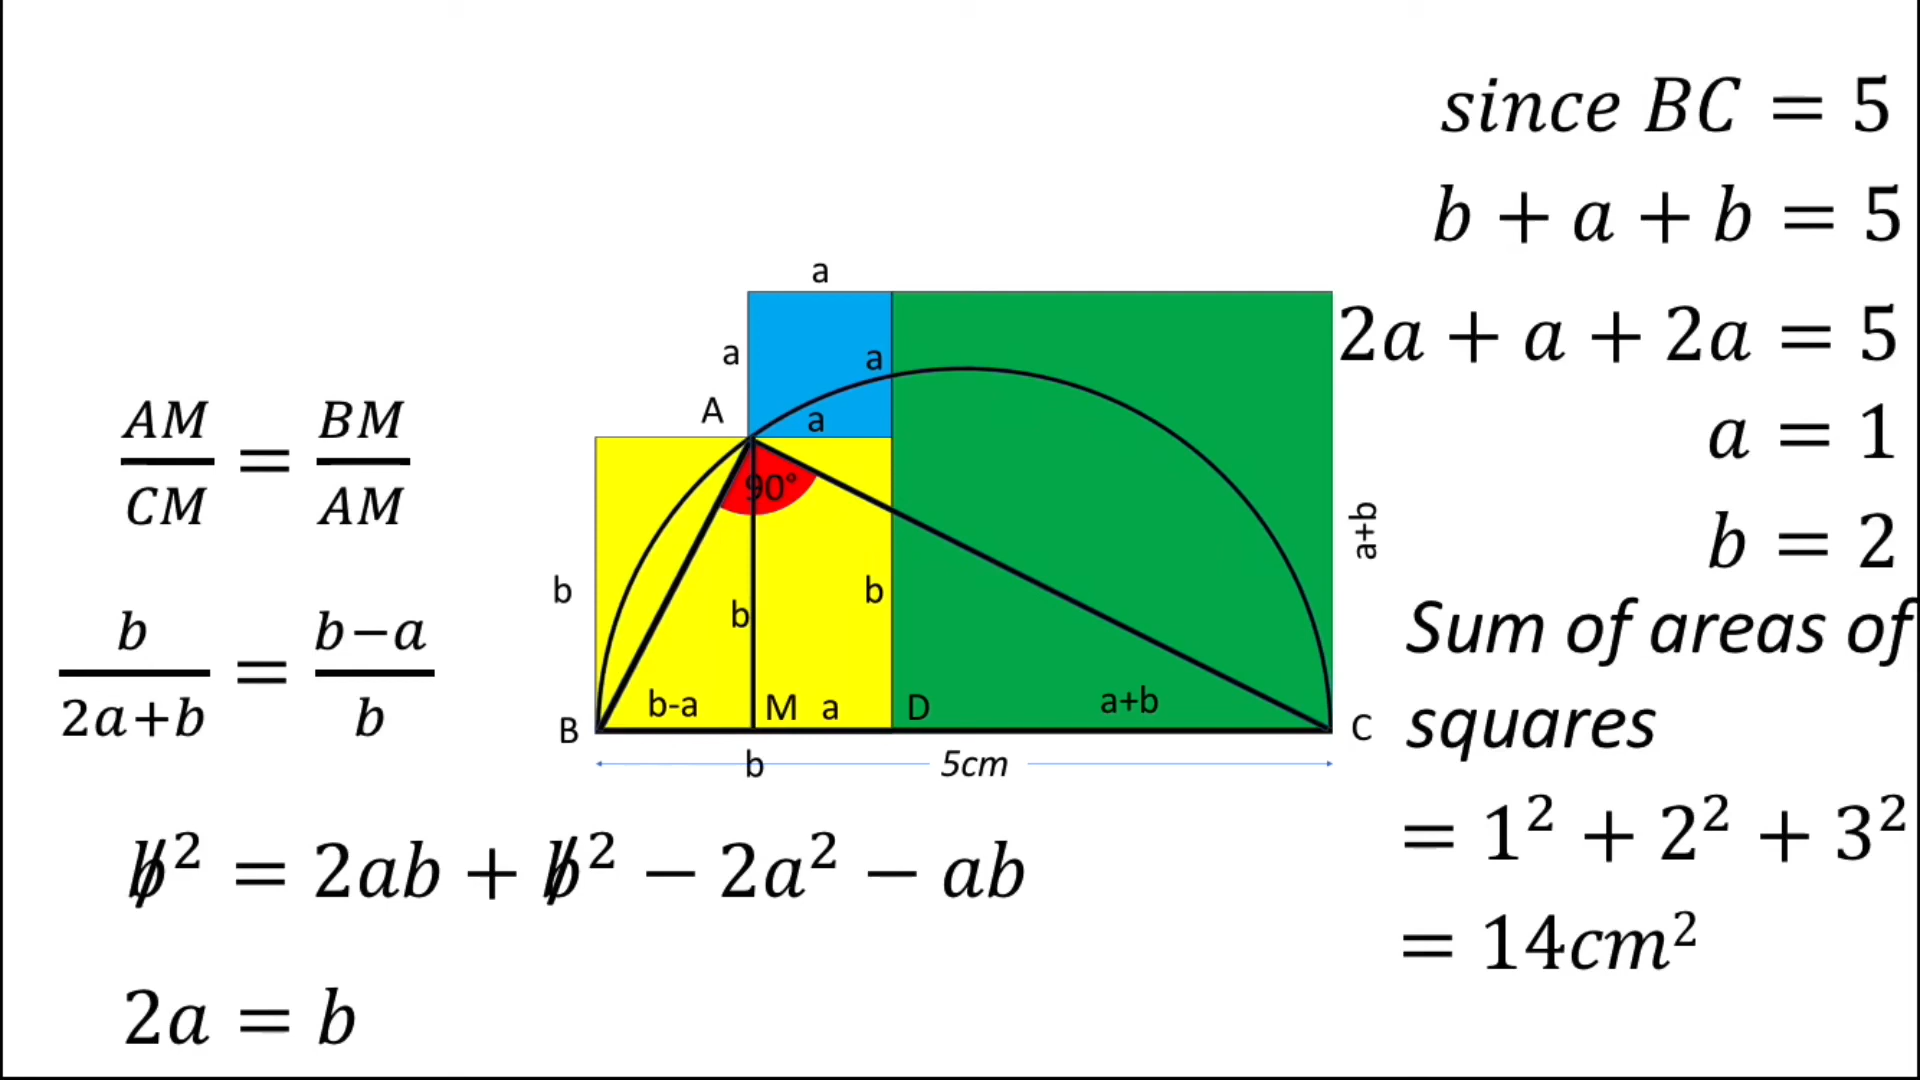 AM/CM = BM/AM
b/2a+b = b−a/b
b² = 2ab + b² − 2a² − ab
2a = b
a
a
a
A
a
90°
b
b
b
a+b
b-a
M
a
D
a+b
B
C
b
5cm
since BC = 5
b + a + b = 5
2a + a + 2a = 5
a = 1
b = 2
Sum of areas of
squares
= 1² + 2² + 3²
= 14cm²